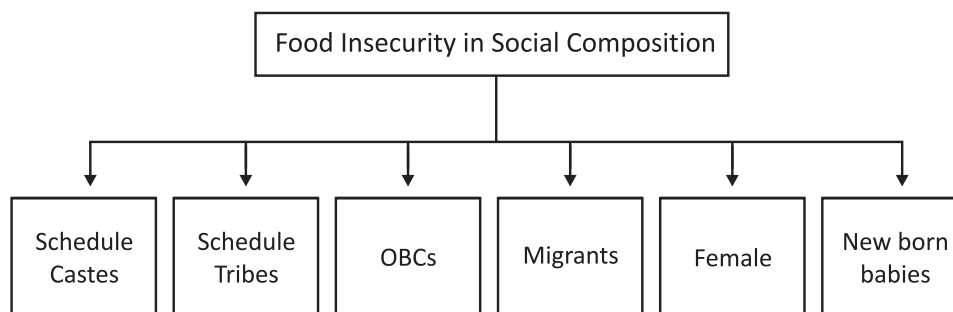 Food Insecurity in Social Composition
Schedule
Castes
Schedule
Tribes
OBCs
Migrants
Female
New born
babies